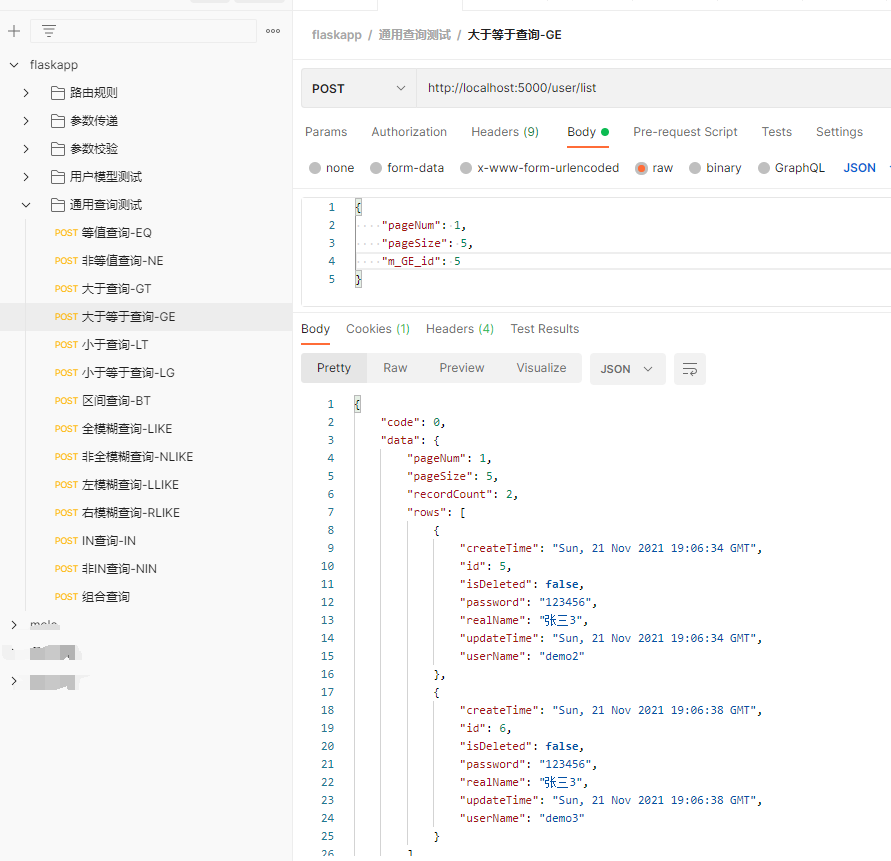 flaskapp
路由规则
参数传递
参数校验
用户模型测试
通用查询测试
POST 等值查询-EQ
POST 非等值查询-NE
POST 大于查询-GT
POST 大于等于查询-GE
POST 小于查询-LT
POST 小于等于查询-LG
POST 区间查询-BT
POST 全模糊查询-LIKE
POST 非全模糊查询-NLIKE
POST 左模糊查询-LLIKE
POST 右模糊查询-RLIKE
POST IN查询-IN
POST 非IN查询-NIN
POST 组合查询
flaskapp / 通用查询测试 / 大于等于查询-GE
POST http://localhost:5000/user/list
Params Authorization Headers (9) Body Pre-request Script Tests Settings
none form-data x-www-form-urlencoded raw binary GraphQL JSON
1 {
2 "pageNum": 1,
3 "pageSize": 5,
4 "m_GE_id": 5
5 }
Body Cookies (1) Headers (4) Test Results
Pretty Raw Preview Visualize JSON
1 {
2 "code": 0,
3 "data": {
4 "pageNum": 1,
5 "pageSize": 5,
6 "recordCount": 2,
7 "rows": [
8 {
9 "createTime": "Sun, 21 Nov 2021 19:06:34 GMT",
10 "id": 5,
11 "isDeleted": false,
12 "password": "123456",
13 "realName": "张三3",
14 "updateTime": "Sun, 21 Nov 2021 19:06:34 GMT",
15 "userName": "demo2"
16 },
17 {
18 "createTime": "Sun, 21 Nov 2021 19:06:38 GMT",
19 "id": 6,
20 "isDeleted": false,
21 "password": "123456",
22 "realName": "张三3",
23 "updateTime": "Sun, 21 Nov 2021 19:06:38 GMT",
24 "userName": "demo3"
25 }
26 ]